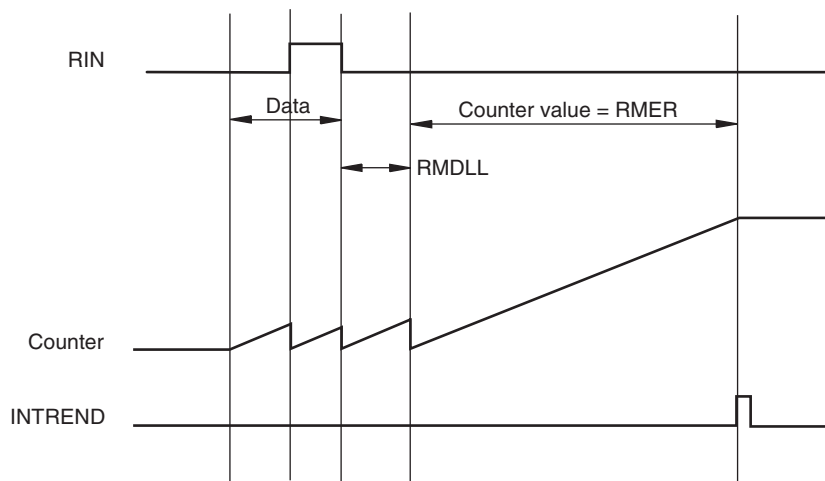 RIN
Data
Counter value = RMER
RMDLL
Counter
INTREND